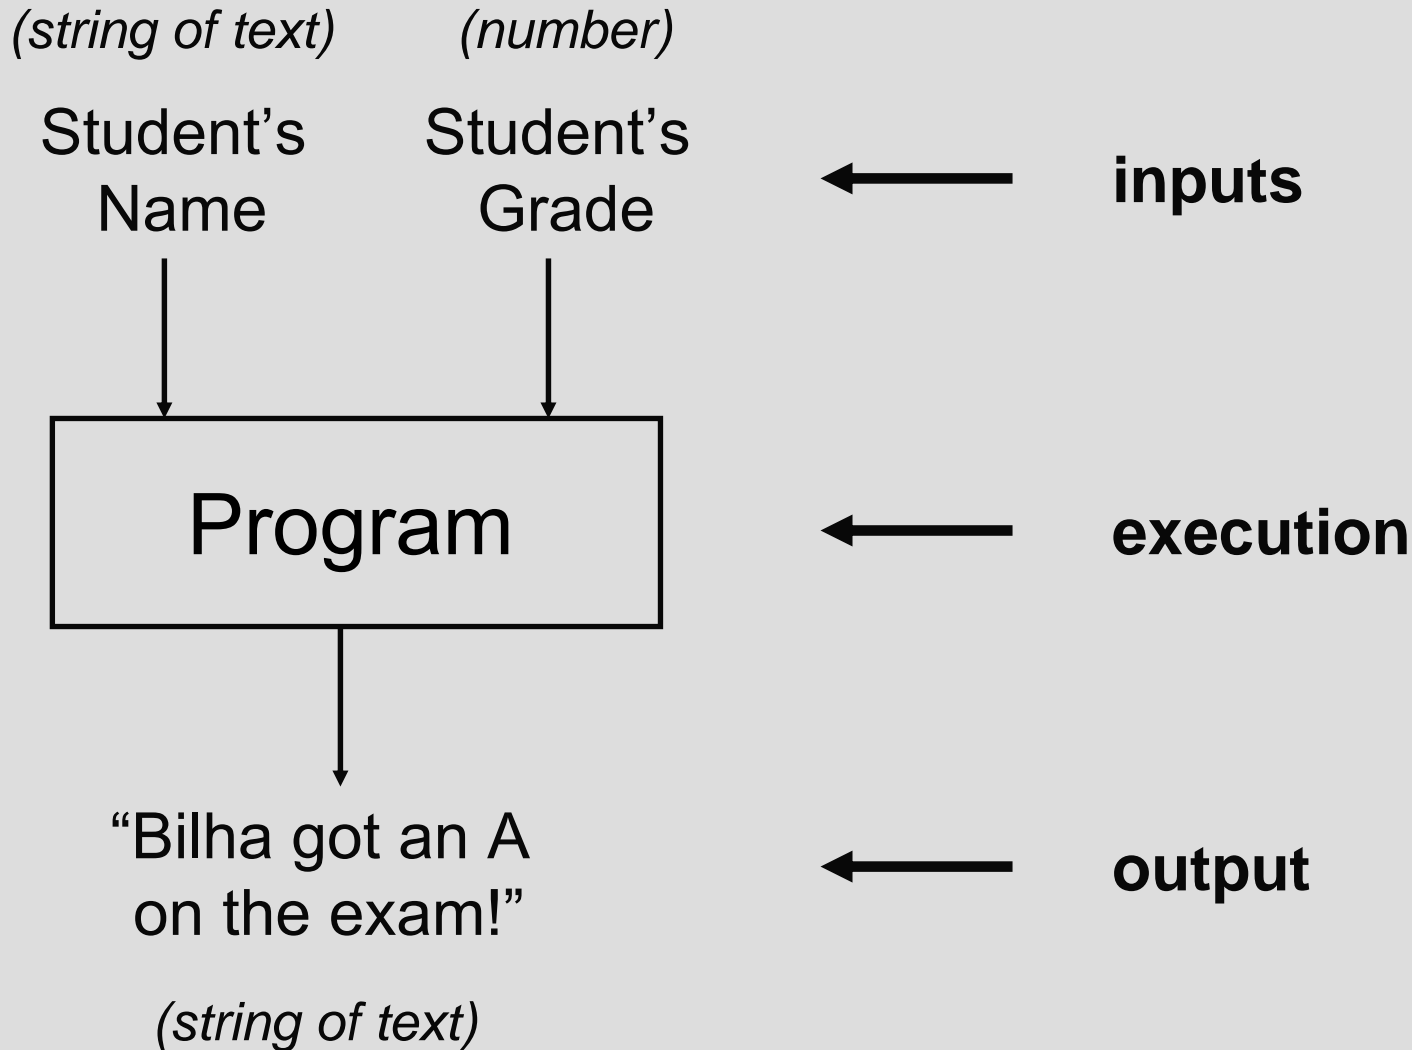 (string of text) (number)
Student’s Student’s
Name Grade
inputs
Program
execution
“Bilha got an A
on the exam!”
output
(string of text)